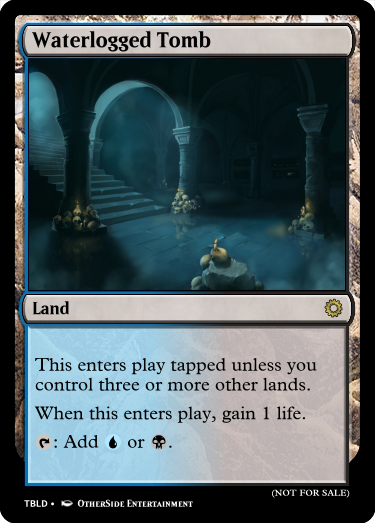 Waterlogged Tomb
Land
This enters play tapped unless you
control three or more other lands.
When this enters play, gain 1 life.
: Add or .
(NOT FOR SALE)
TBLD • OtherSide Entertainment